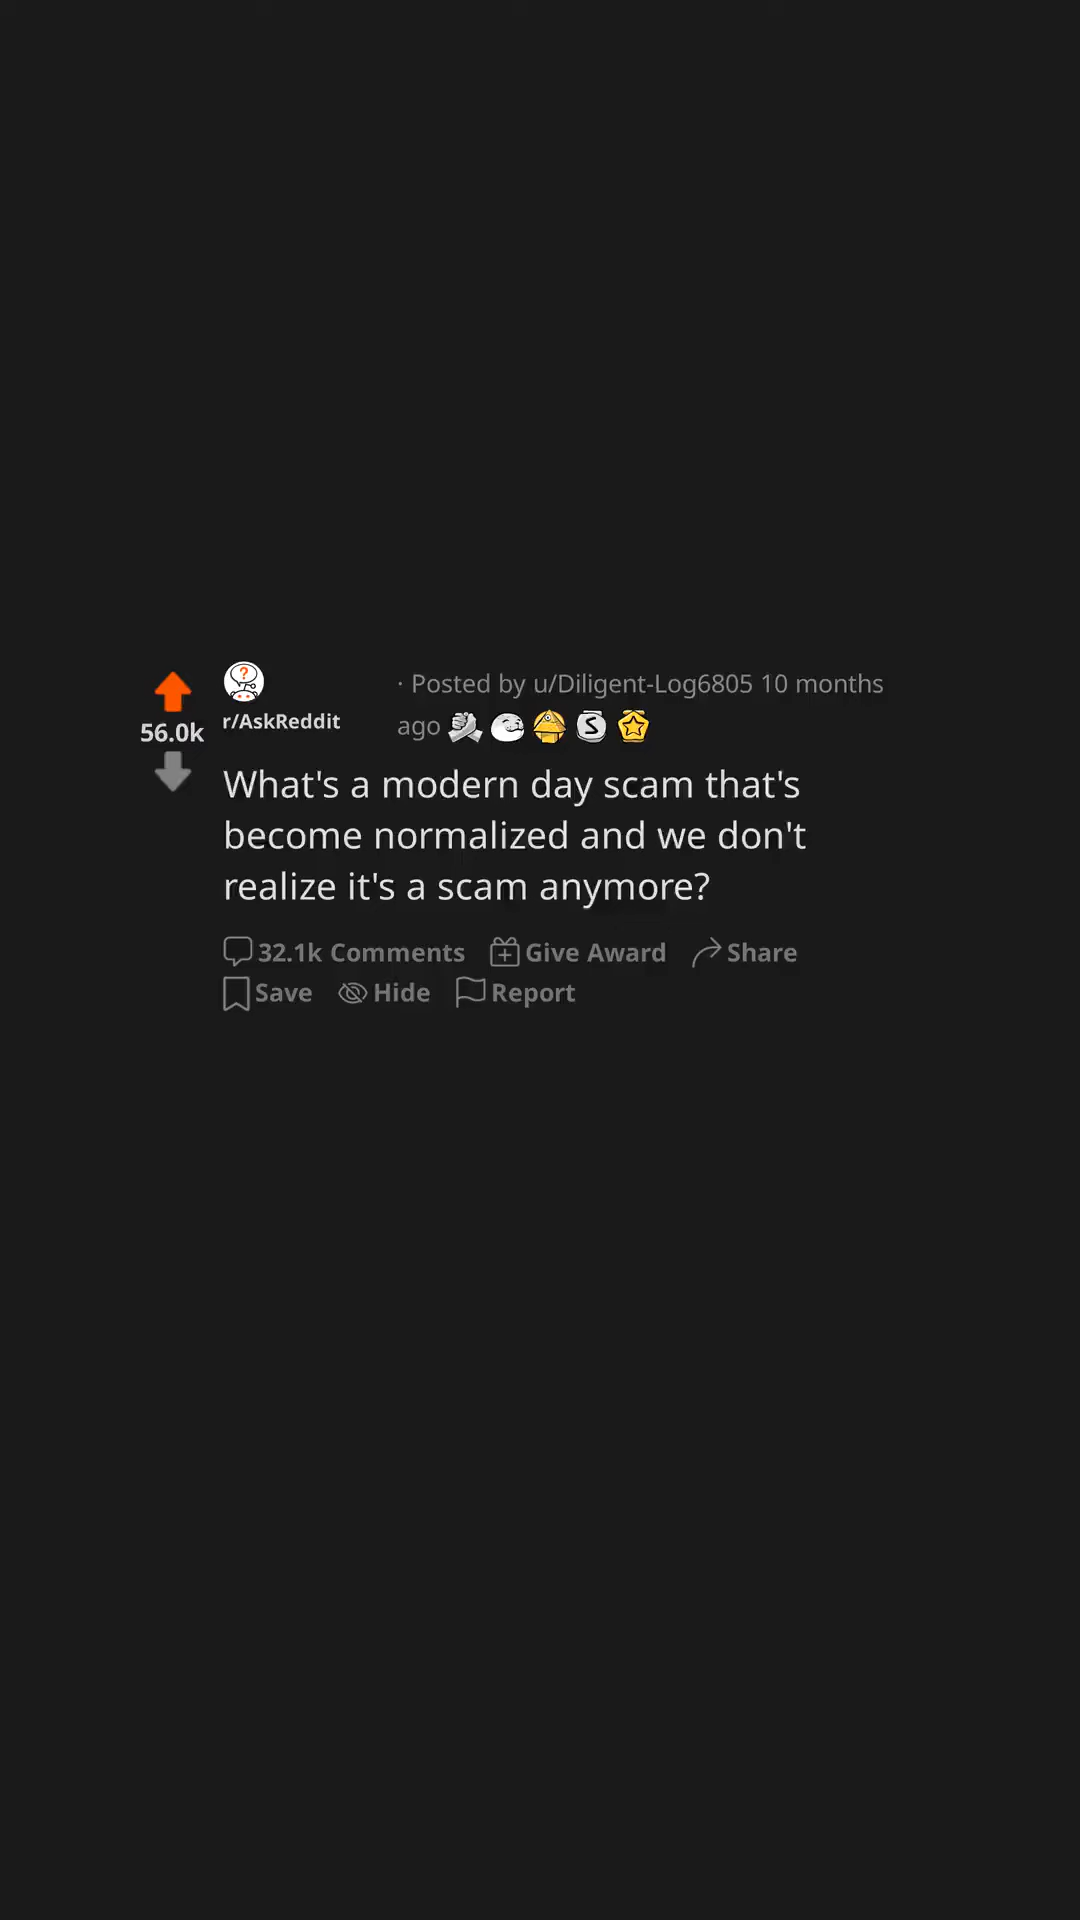 · Posted by u/Diligent-Log6805 10 months
r/AskReddit
ago
56.0k
What's a modern day scam that's
become normalized and we don't
realize it's a scam anymore?
32.1k Comments Give Award Share
Save Hide Report